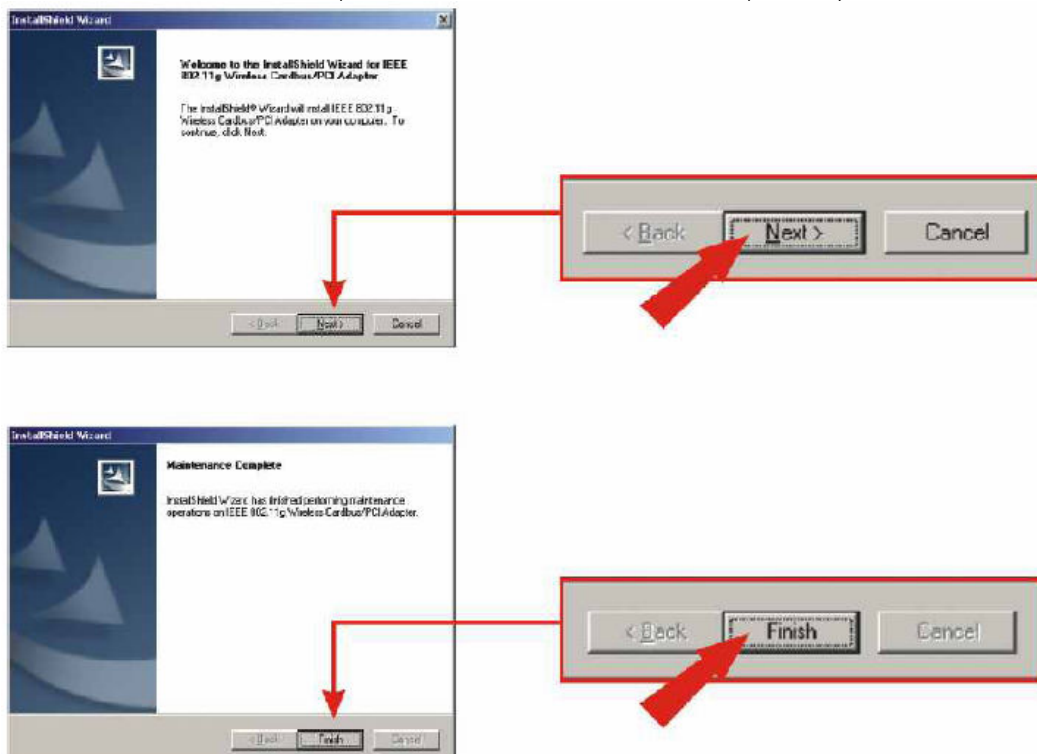 InstallShield Wizard
Welcome to the InstallShield Wizard for IEEE
802.11g Wireless Cardbus/PCI Adapter
The InstallShield® Wizard will install IEEE 802.11g
Wireless Cardbus/PCI Adapter on your computer. To
continue, click Next.
< Back Next > Cancel
< Back Next > Cancel
InstallShield Wizard
Maintenance Complete
InstallShield Wizard has finished performing maintenance
operations on IEEE 802.11g Wireless Cardbus/PCI Adapter.
< Back Finish Cancel
< Back Finish Cancel